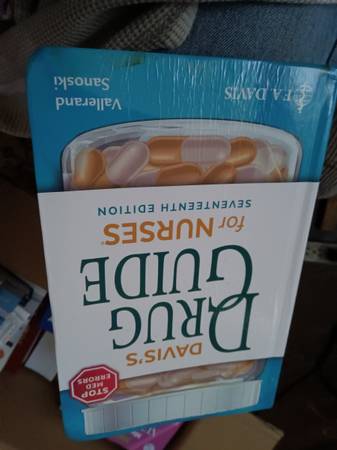 STOP
MED
ERRORS
DAVIS'S
DRUG
GUIDE
for NURSES®
SEVENTEENTH EDITION
F. A. DAVIS
Vallerand
Sanoski